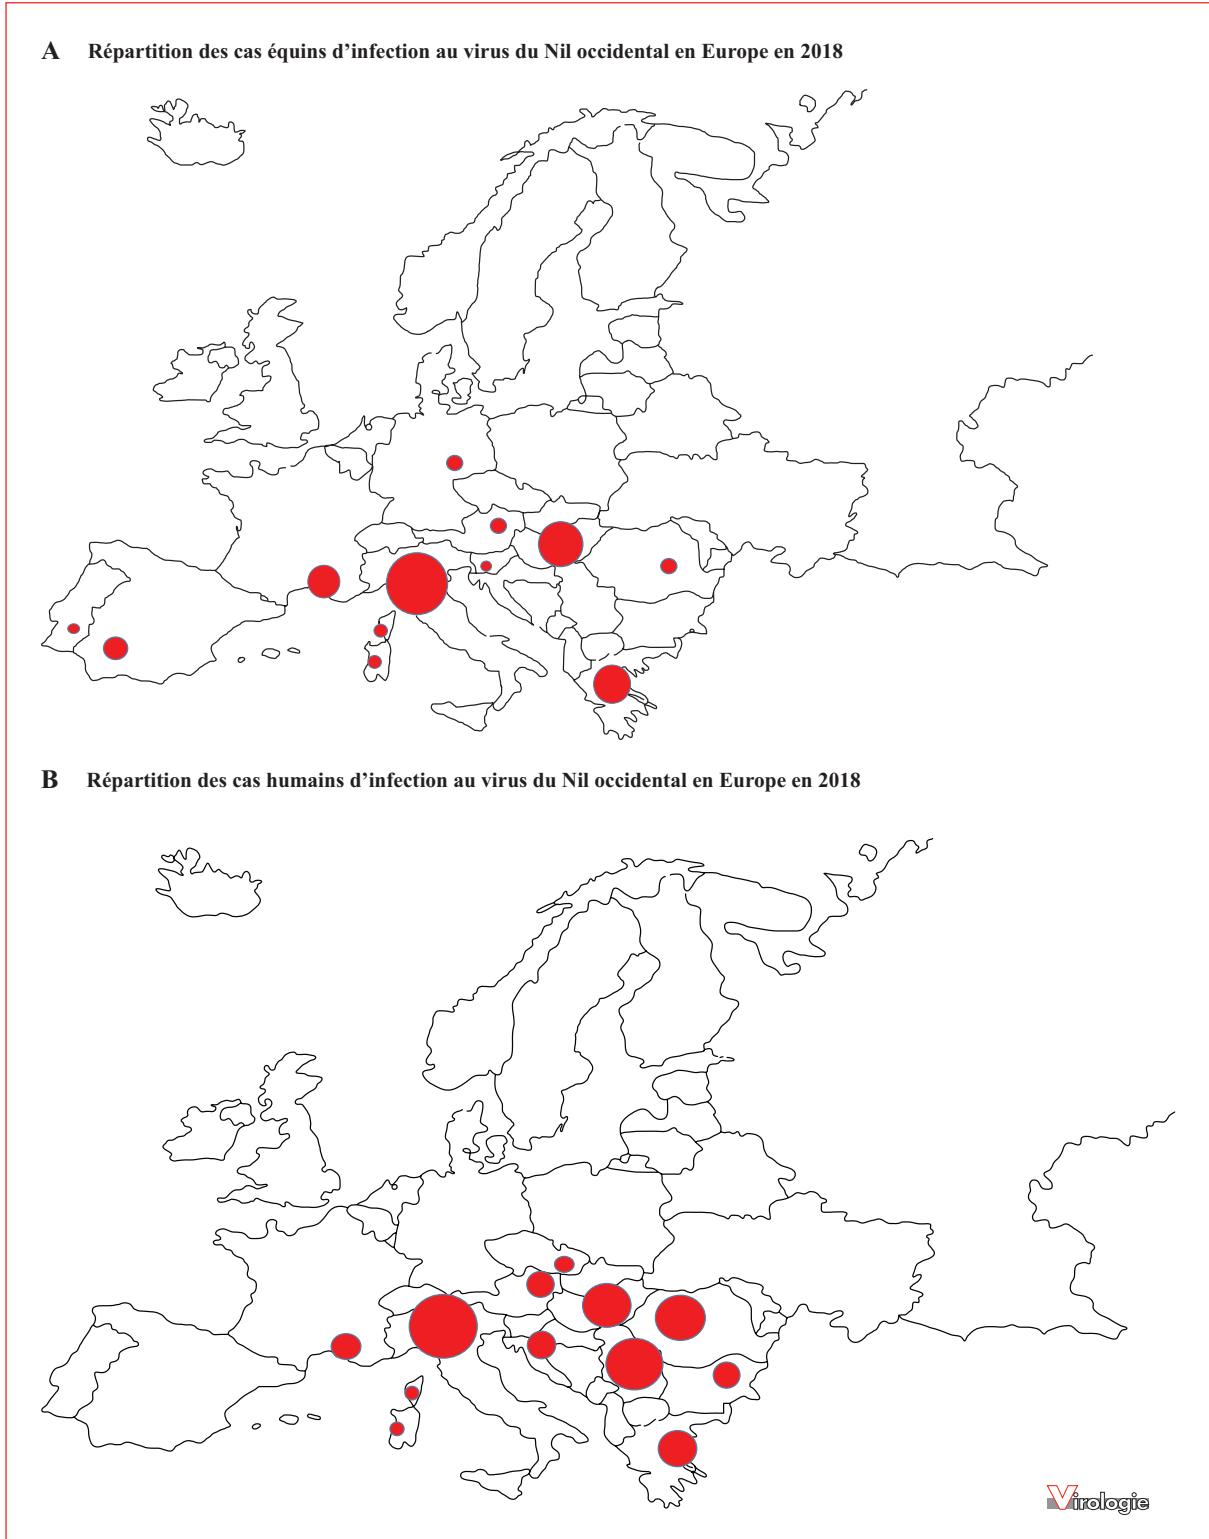 A Répartition des cas équins d’infection au virus du Nil occidental en Europe en 2018
B Répartition des cas humains d’infection au virus du Nil occidental en Europe en 2018
Virologie